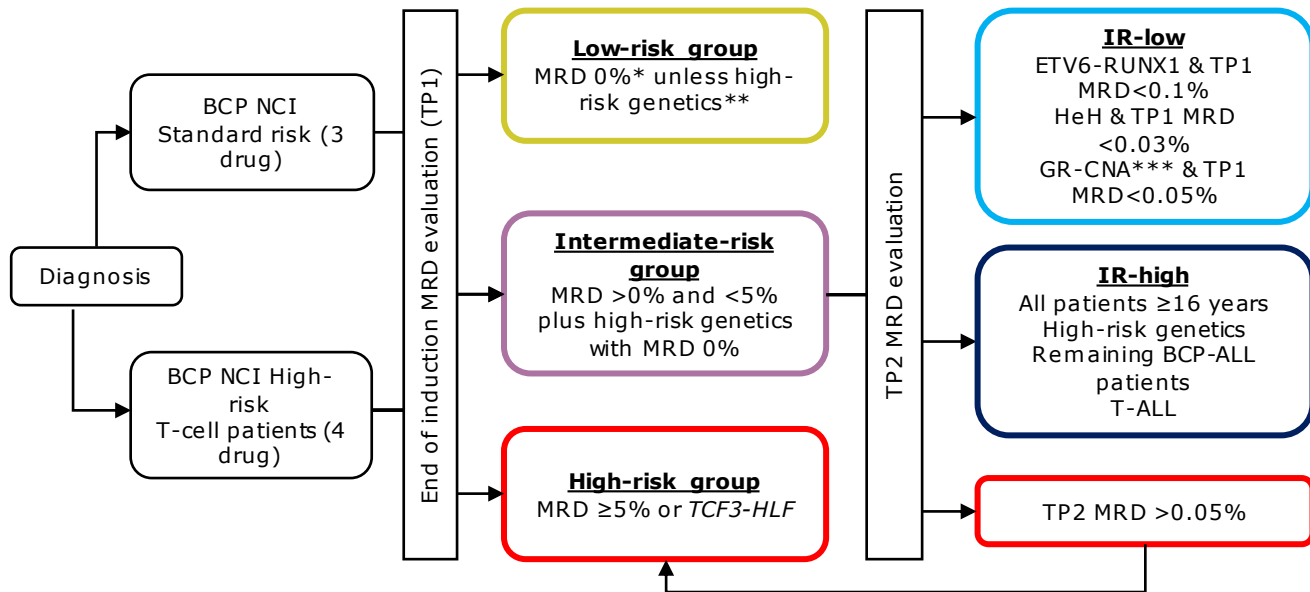 Diagnosis
BCP NCI
Standard risk (3
drug)
BCP NCI High-
risk
T-cell patients (4
drug)
End of induction MRD evaluation (TP1)
Low-risk group
MRD 0%* unless high-
risk genetics**
Intermediate-risk
group
MRD >0% and <5%
plus high-risk genetics
with MRD 0%
High-risk group
MRD ≥5% or TCF3-HLF
TP2 MRD evaluation
IR-low
ETV6-RUNX1 & TP1
MRD<0.1%
HeH & TP1 MRD
<0.03%
GR-CNA*** & TP1
MRD<0.05%
IR-high
All patients ≥16 years
High-risk genetics
Remaining BCP-ALL
patients
T-ALL
TP2 MRD >0.05%